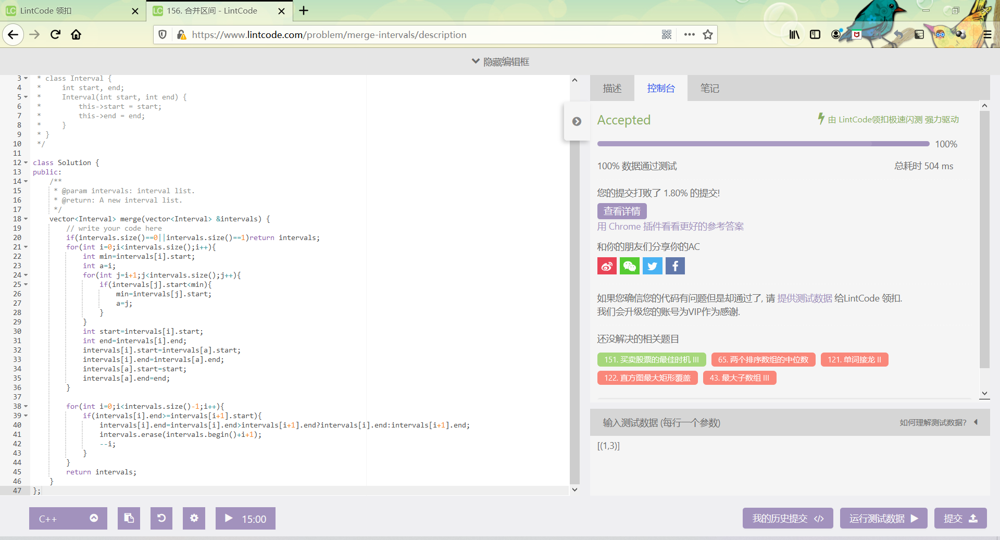 LintCode 领扣
156. 合并区间 - LintCode
https://www.lintcode.com/problem/merge-intervals/description
隐藏编辑框
3 * class Interval {
4 *     int start, end;
5 *     Interval(int start, int end) {
6 *         this->start = start;
7 *         this->end = end;
8 *     }
9 * }
10 */
11
12 class Solution {
13 public:
14     /**
15      * @param intervals: interval list.
16      * @return: A new interval list.
17      */
18     vector<Interval> merge(vector<Interval> &intervals) {
19         // write your code here
20         if(intervals.size()==0||intervals.size()==1)return intervals;
21         for(int i=0;i<intervals.size();i++){
22             int min=intervals[i].start;
23             int a=i;
24             for(int j=i+1;j<intervals.size();j++){
25                 if(intervals[j].start<min){
26                     min=intervals[j].start;
27                     a=j;
28                 }
29             }
30             int start=intervals[i].start;
31             int end=intervals[i].end;
32             intervals[i].start=intervals[a].start;
33             intervals[i].end=intervals[a].end;
34             intervals[a].start=start;
35             intervals[a].end=end;
36         }
37
38         for(int i=0;i<intervals.size()-1;i++){
39             if(intervals[i].end>=intervals[i+1].start){
40                 intervals[i].end=intervals[i].end>intervals[i+1].end?intervals[i].end:intervals[i+1].end;
41                 intervals.erase(intervals.begin()+i+1);
42                 --i;
43             }
44         }
45         return intervals;
46     }
47 };
C++
15:00
描述 控制台 笔记
Accepted 由 LintCode领扣极速闪测 强力驱动
100%
100% 数据通过测试 总耗时 504 ms
您的提交打败了 1.80% 的提交!
查看详情
用 Chrome 插件看看更好的参考答案
和你的朋友们分享你的AC
如果您确信您的代码有问题但是却通过了, 请 提供测试数据 给LintCode 领扣.
我们会升级您的账号为VIP作为感谢.
还没解决的相关题目
151. 买卖股票的最佳时机 III 65. 两个排序数组的中位数 121. 单词接龙 II
122. 直方图最大矩形覆盖 43. 最大子数组 III
输入测试数据 (每行一个参数) 如何理解测试数据?
[(1,3)]
我的历史提交 运行测试数据 提交